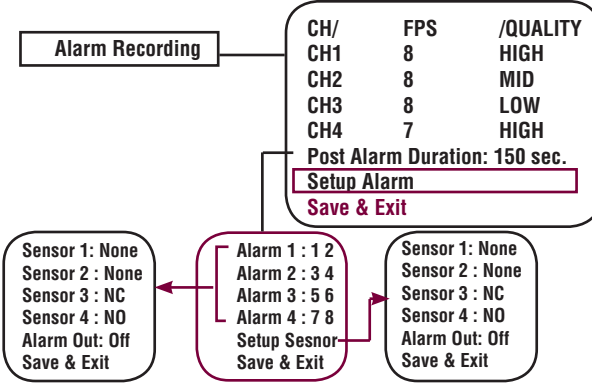 Alarm Recording
CH/ FPS /QUALITY
CH1 8 HIGH
CH2 8 MID
CH3 8 LOW
CH4 7 HIGH
Post Alarm Duration: 150 sec.
Setup Alarm
Save & Exit
Sensor 1: None
Sensor 2 : None
Sensor 3 : NC
Sensor 4 : NO
Alarm Out: Off
Save & Exit
Alarm 1 : 1 2
Alarm 2 : 3 4
Alarm 3 : 5 6
Alarm 4 : 7 8
Setup Sesnor
Save & Exit
Sensor 1: None
Sensor 2 : None
Sensor 3 : NC
Sensor 4 : NO
Alarm Out: Off
Save & Exit